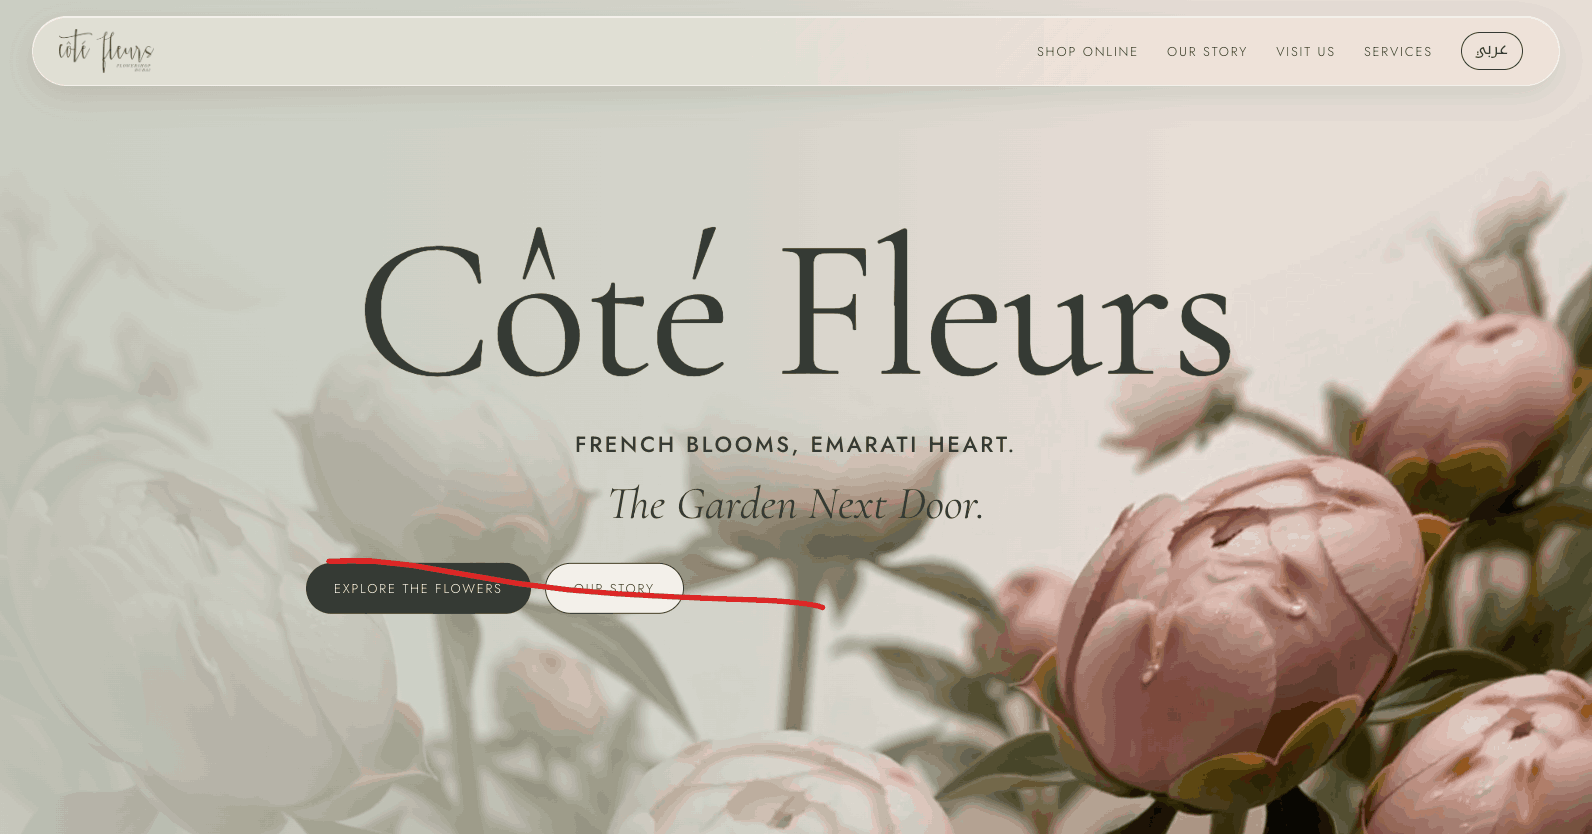 côté fleurs
SHOP ONLINE
OUR STORY
VISIT US
SERVICES
عربي
Côté Fleurs
FRENCH BLOOMS, EMARATI HEART.
The Garden Next Door.
EXPLORE THE FLOWERS
OUR STORY